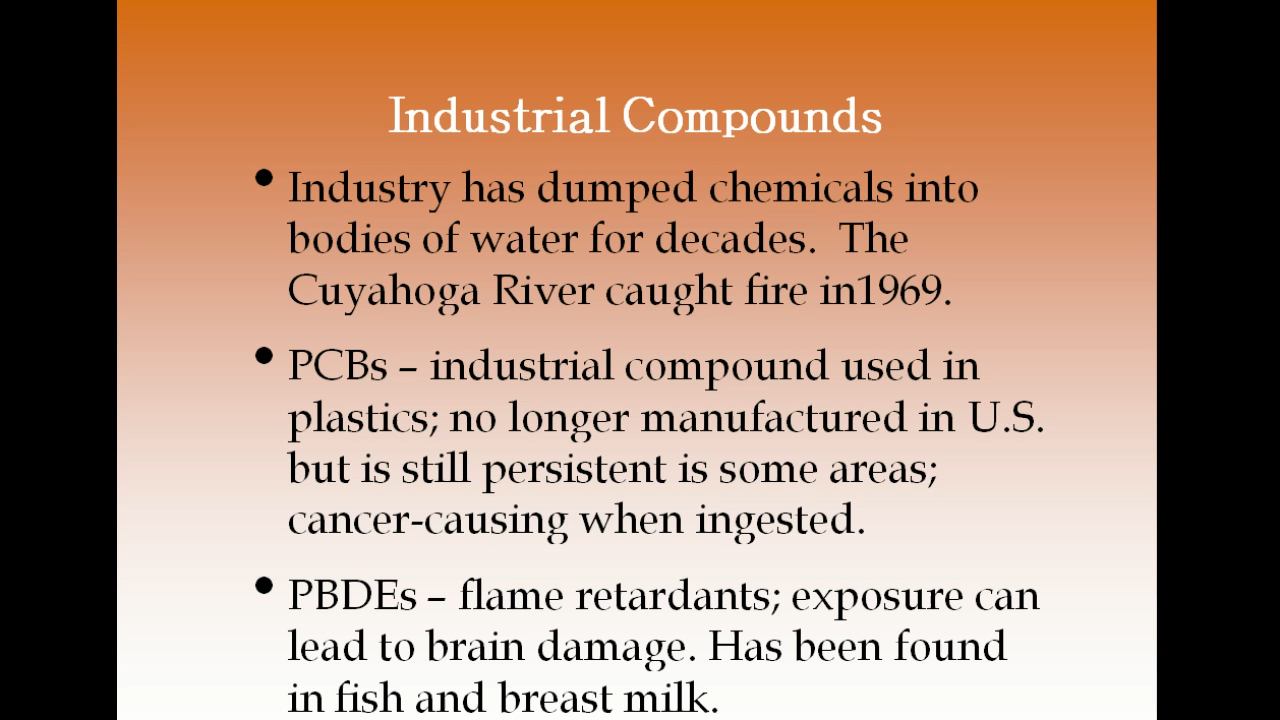 Industrial Compounds
• Industry has dumped chemicals into
bodies of water for decades.  The
Cuyahoga River caught fire in1969.
• PCBs – industrial compound used in
plastics; no longer manufactured in U.S.
but is still persistent is some areas;
cancer-causing when ingested.
• PBDEs – flame retardants; exposure can
lead to brain damage. Has been found
in fish and breast milk.